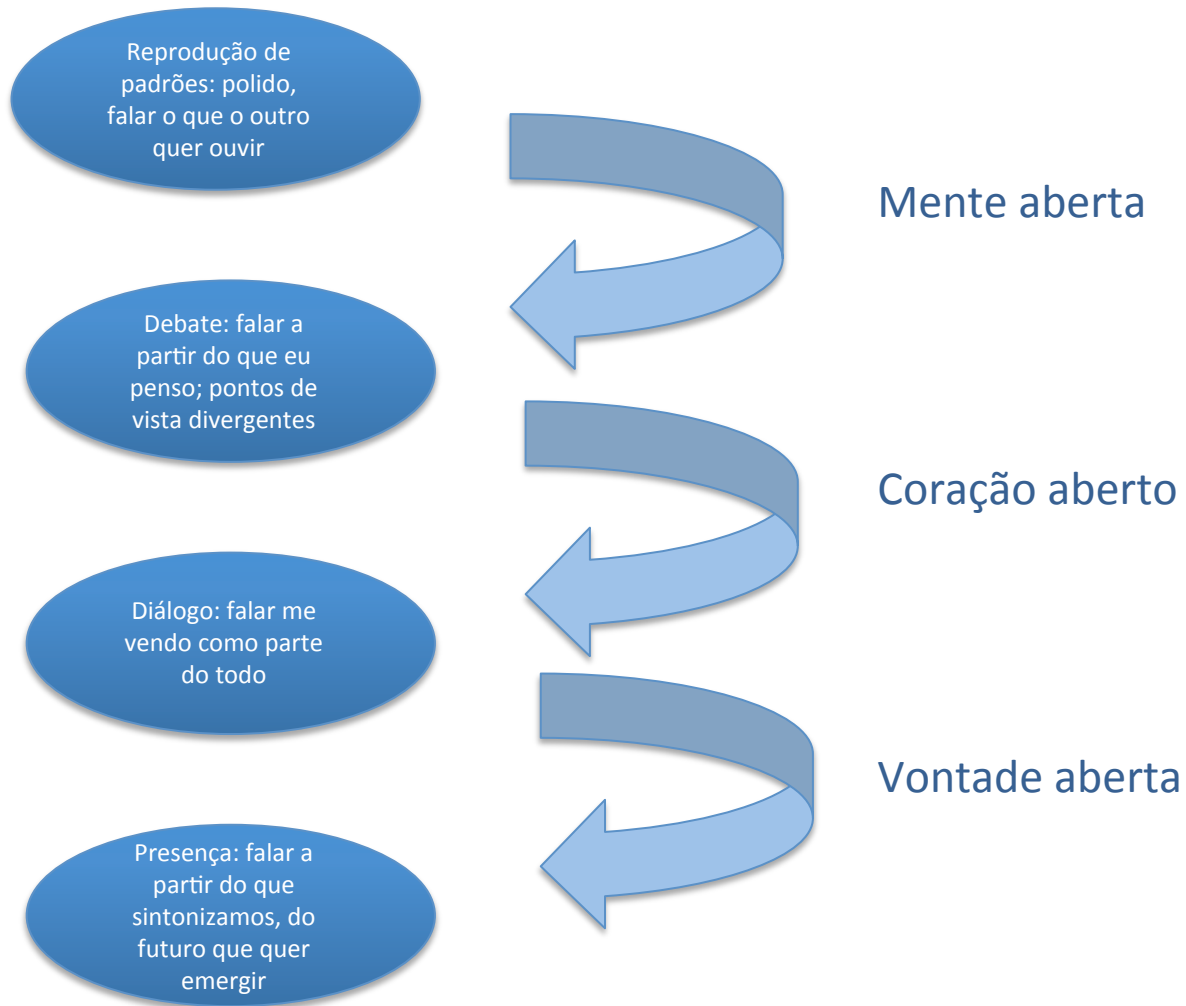 Reprodução de
padrões: polido,
falar o que o outro
quer ouvir
Mente aberta
Debate: falar a
partir do que eu
penso; pontos de
vista divergentes
Coração aberto
Diálogo: falar me
vendo como parte
do todo
Vontade aberta
Presença: falar a
partir do que
sintonizamos, do
futuro que quer
emergir